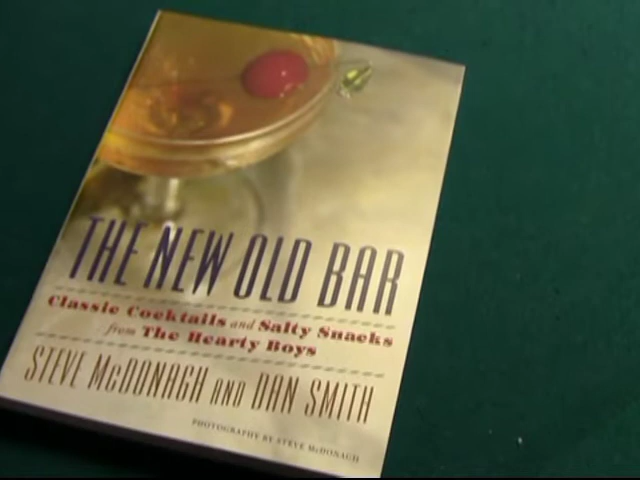 THE NEW OLD BAR
Classic Cocktails and Salty Snacks
from The Hearty Boys
STEVE McDONAGH AND DAN SMITH
PHOTOGRAPHY BY STEVE McDONAGH